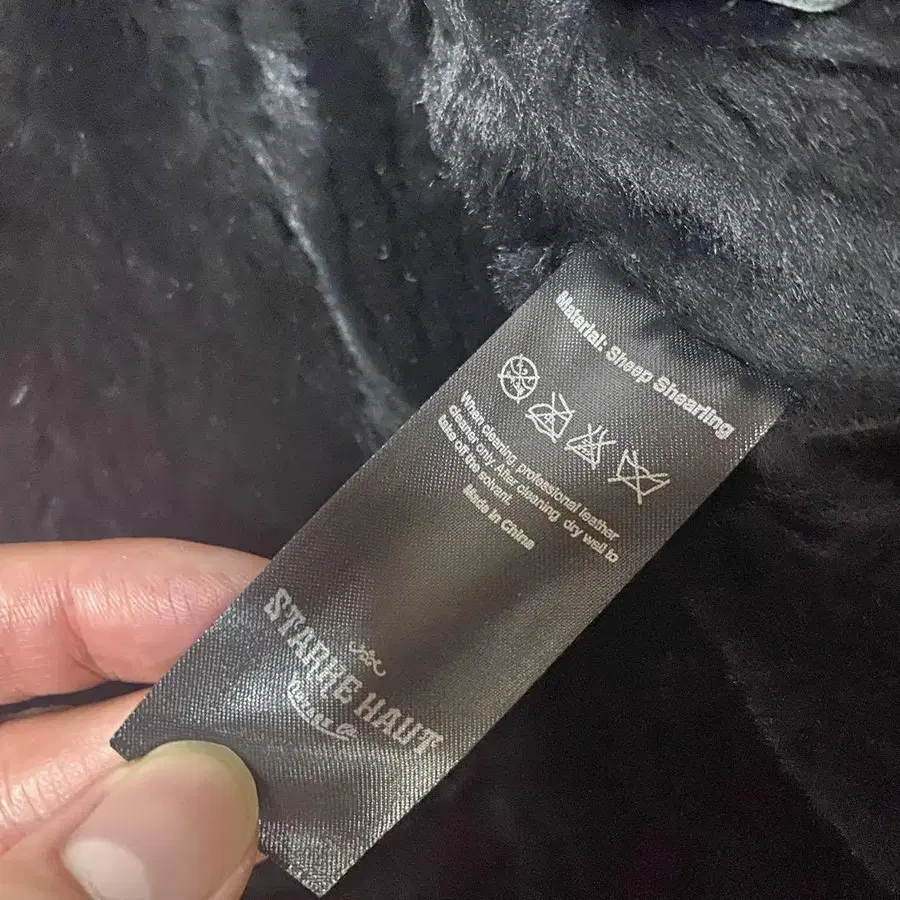 Material: Sheep Shearling
When cleaning, professional leather
cleaner only. After cleaning dry well to
take off the solvent.
Made in China
STARRE HAUT